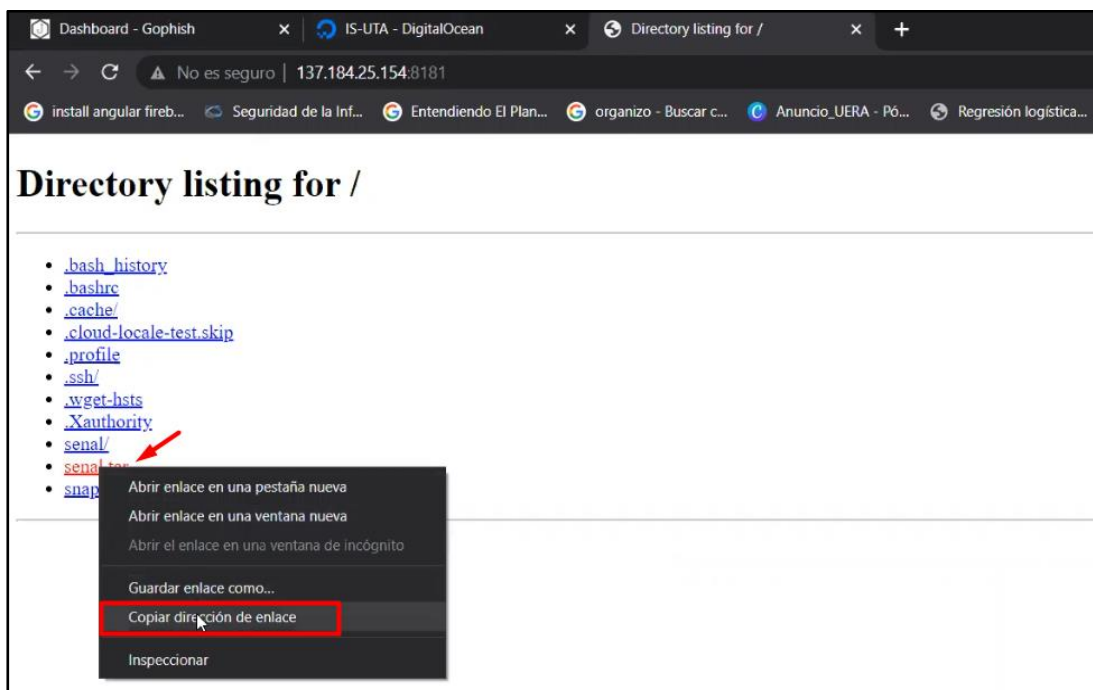 Dashboard - Gophish
IS-UTA - DigitalOcean
Directory listing for /
No es seguro | 137.184.25.154:8181
install angular fireb...
Seguridad de la Inf...
Entendiendo El Plan...
organizo - Buscar c...
Anuncio_UERA - Pó...
Regresión logística...
Directory listing for /
.bash_history
.bashrc
.cache/
.cloud-locale-test.skip
.profile
.ssh/
.wget-hsts
.Xauthority
senal/
snap
Abrir enlace en una pestaña nueva
Abrir enlace en una ventana nueva
Abrir el enlace en una ventana de incógnito
Guardar enlace como...
Copiar dirección de enlace
Inspeccionar